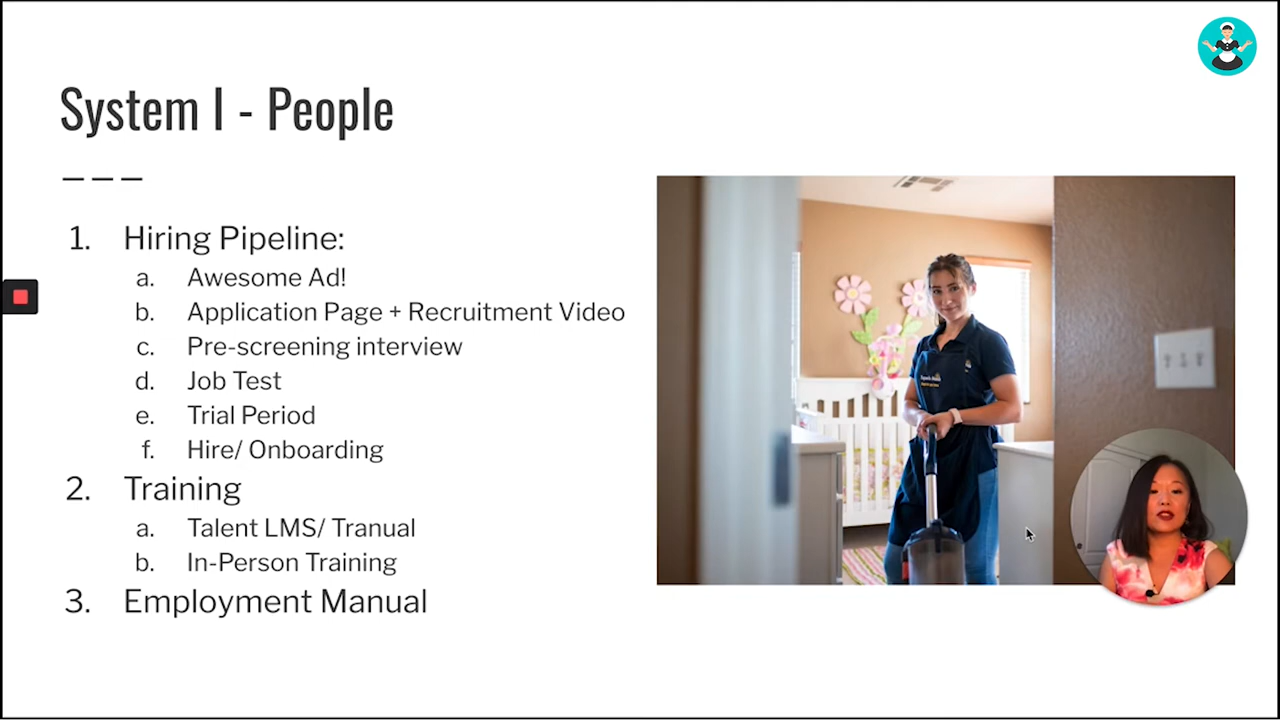 System I - People
1. Hiring Pipeline:
a. Awesome Ad!
b. Application Page + Recruitment Video
c. Pre-screening interview
d. Job Test
e. Trial Period
f. Hire/ Onboarding
2. Training
a. Talent LMS/ Tranual
b. In-Person Training
3. Employment Manual